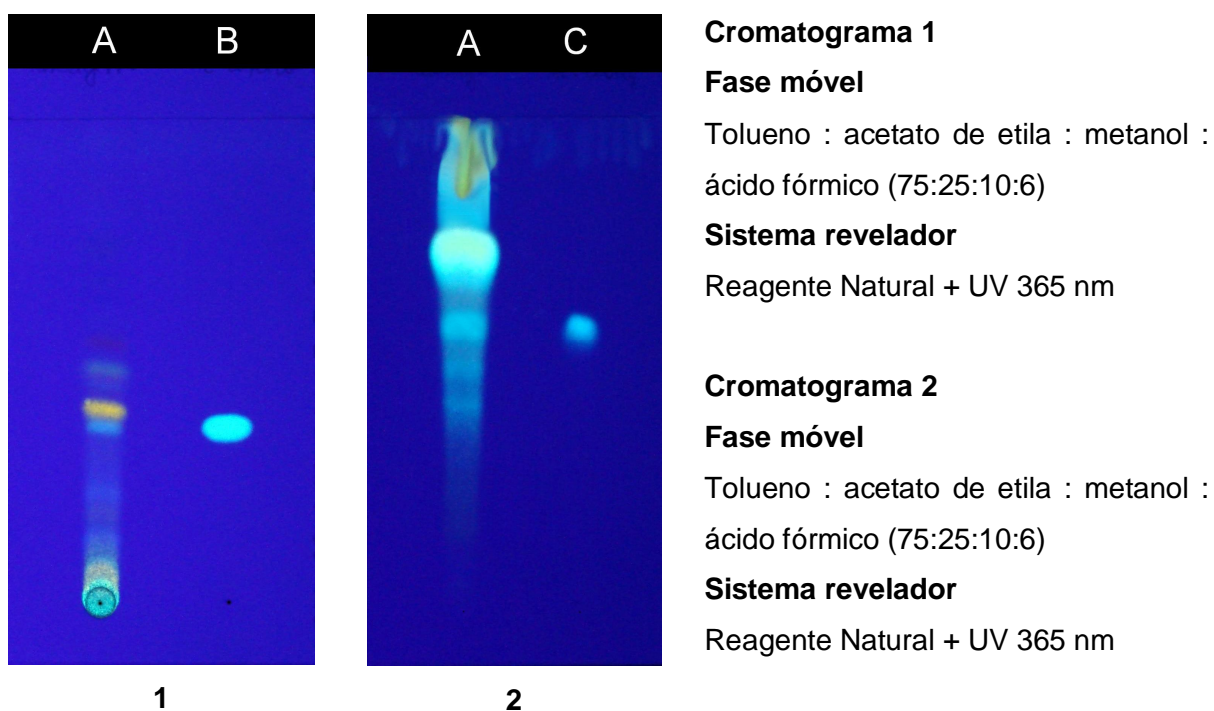 A B
A C
Cromatograma 1
Fase móvel
Tolueno : acetato de etila : metanol :
ácido fórmico (75:25:10:6)
Sistema revelador
Reagente Natural + UV 365 nm
Cromatograma 2
Fase móvel
Tolueno : acetato de etila : metanol :
ácido fórmico (75:25:10:6)
Sistema revelador
Reagente Natural + UV 365 nm
1
2